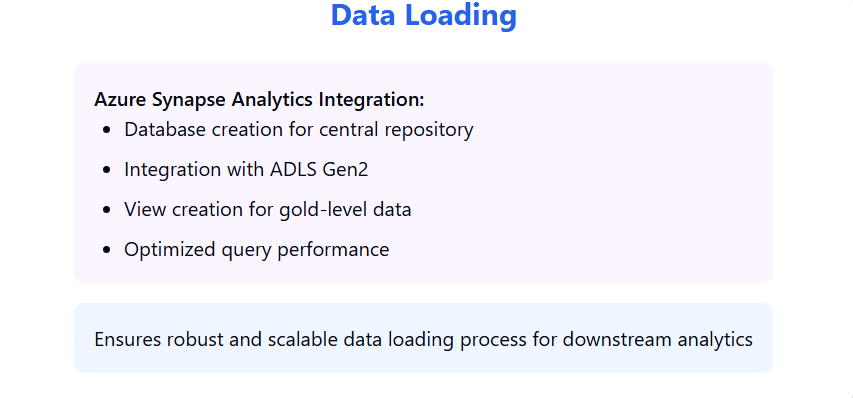 Data Loading
Azure Synapse Analytics Integration:
• Database creation for central repository
• Integration with ADLS Gen2
• View creation for gold-level data
• Optimized query performance
Ensures robust and scalable data loading process for downstream analytics